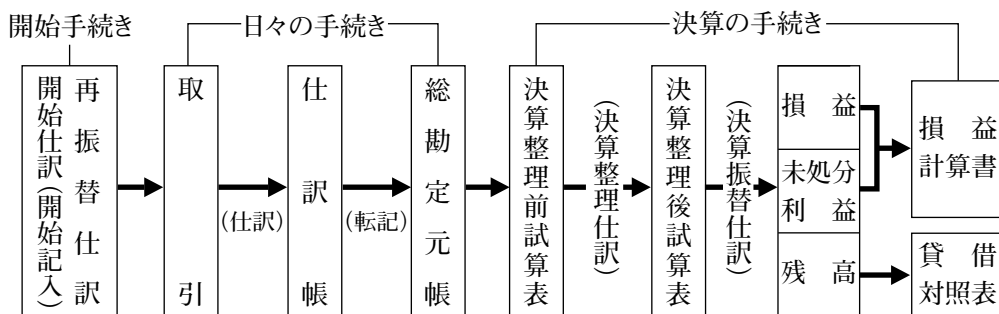 開始手続き
日々の手続き
決算の手続き
再振替仕訳
開始仕訳(開始記入)
取引
(仕訳)
仕訳帳
(転記)
総勘定元帳
決算整理前試算表
(決算整理仕訳)
決算整理後試算表
(決算振替仕訳)
損益
未処分
利益
残高
損益
計算書
貸借
対照表